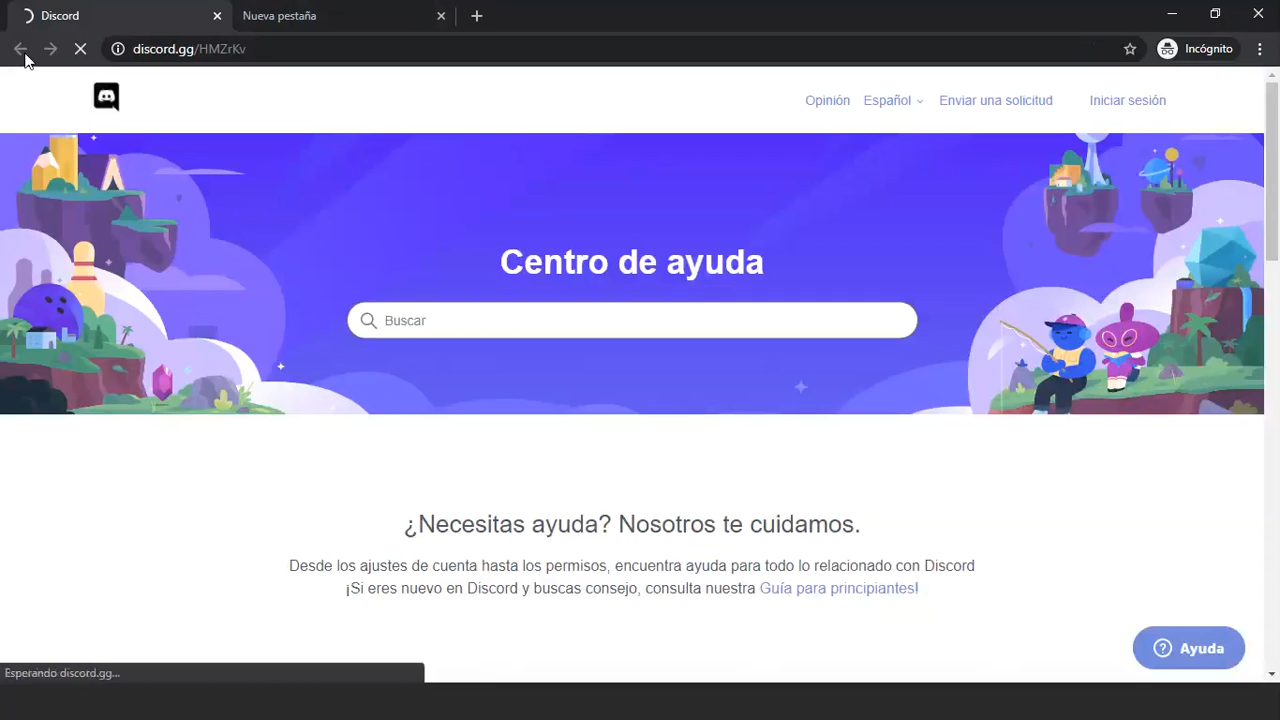 Discord
Nueva pestaña
discord.gg/HMZrKv
Incógnito
Opinión
Español
Enviar una solicitud
Iniciar sesión
Centro de ayuda
Buscar
¿Necesitas ayuda? Nosotros te cuidamos.
Desde los ajustes de cuenta hasta los permisos, encuentra ayuda para todo lo relacionado con Discord
¡Si eres nuevo en Discord y buscas consejo, consulta nuestra Guía para principiantes!
Ayuda
Esperando discord.gg...